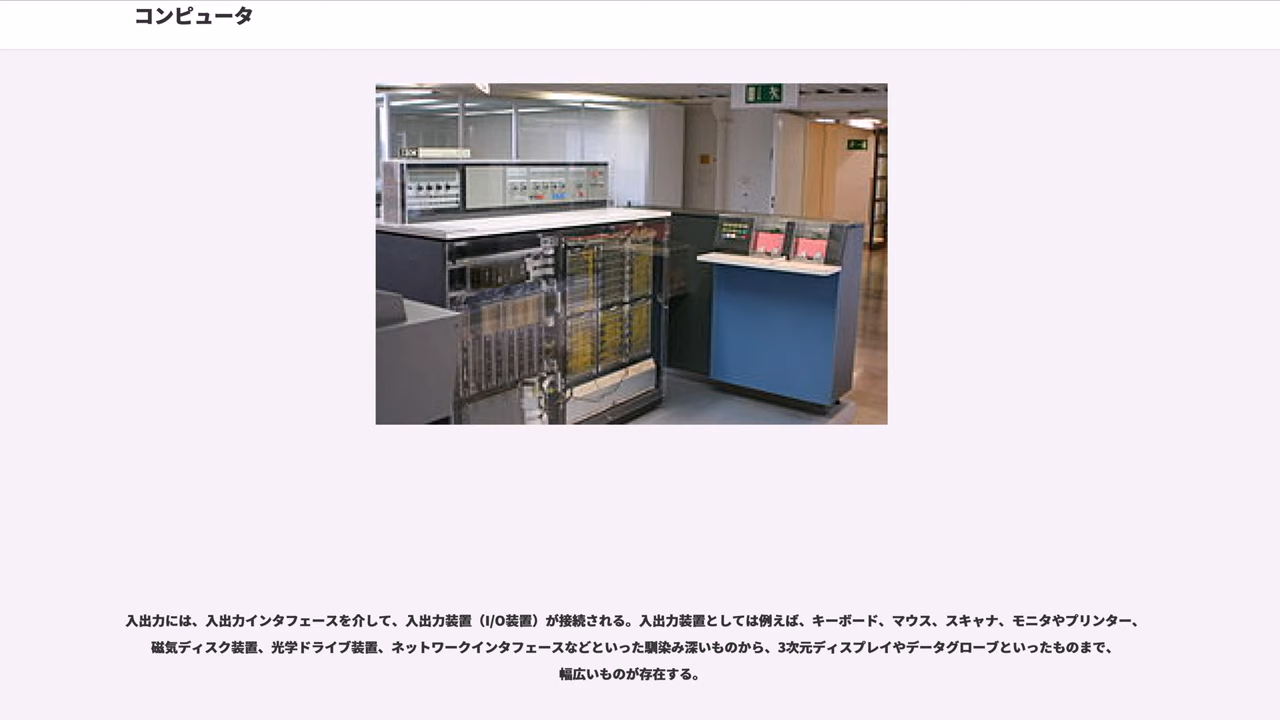 コンピュータ
入出力には、入出力インタフェースを介して、入出力装置（I/O装置）が接続される。入出力装置としては例えば、キーボード、マウス、スキャナ、モニタやプリンター、
磁気ディスク装置、光学ドライブ装置、ネットワークインタフェースなどといった馴染み深いものから、3次元ディスプレイやデータグローブといったものまで、
幅広いものが存在する。